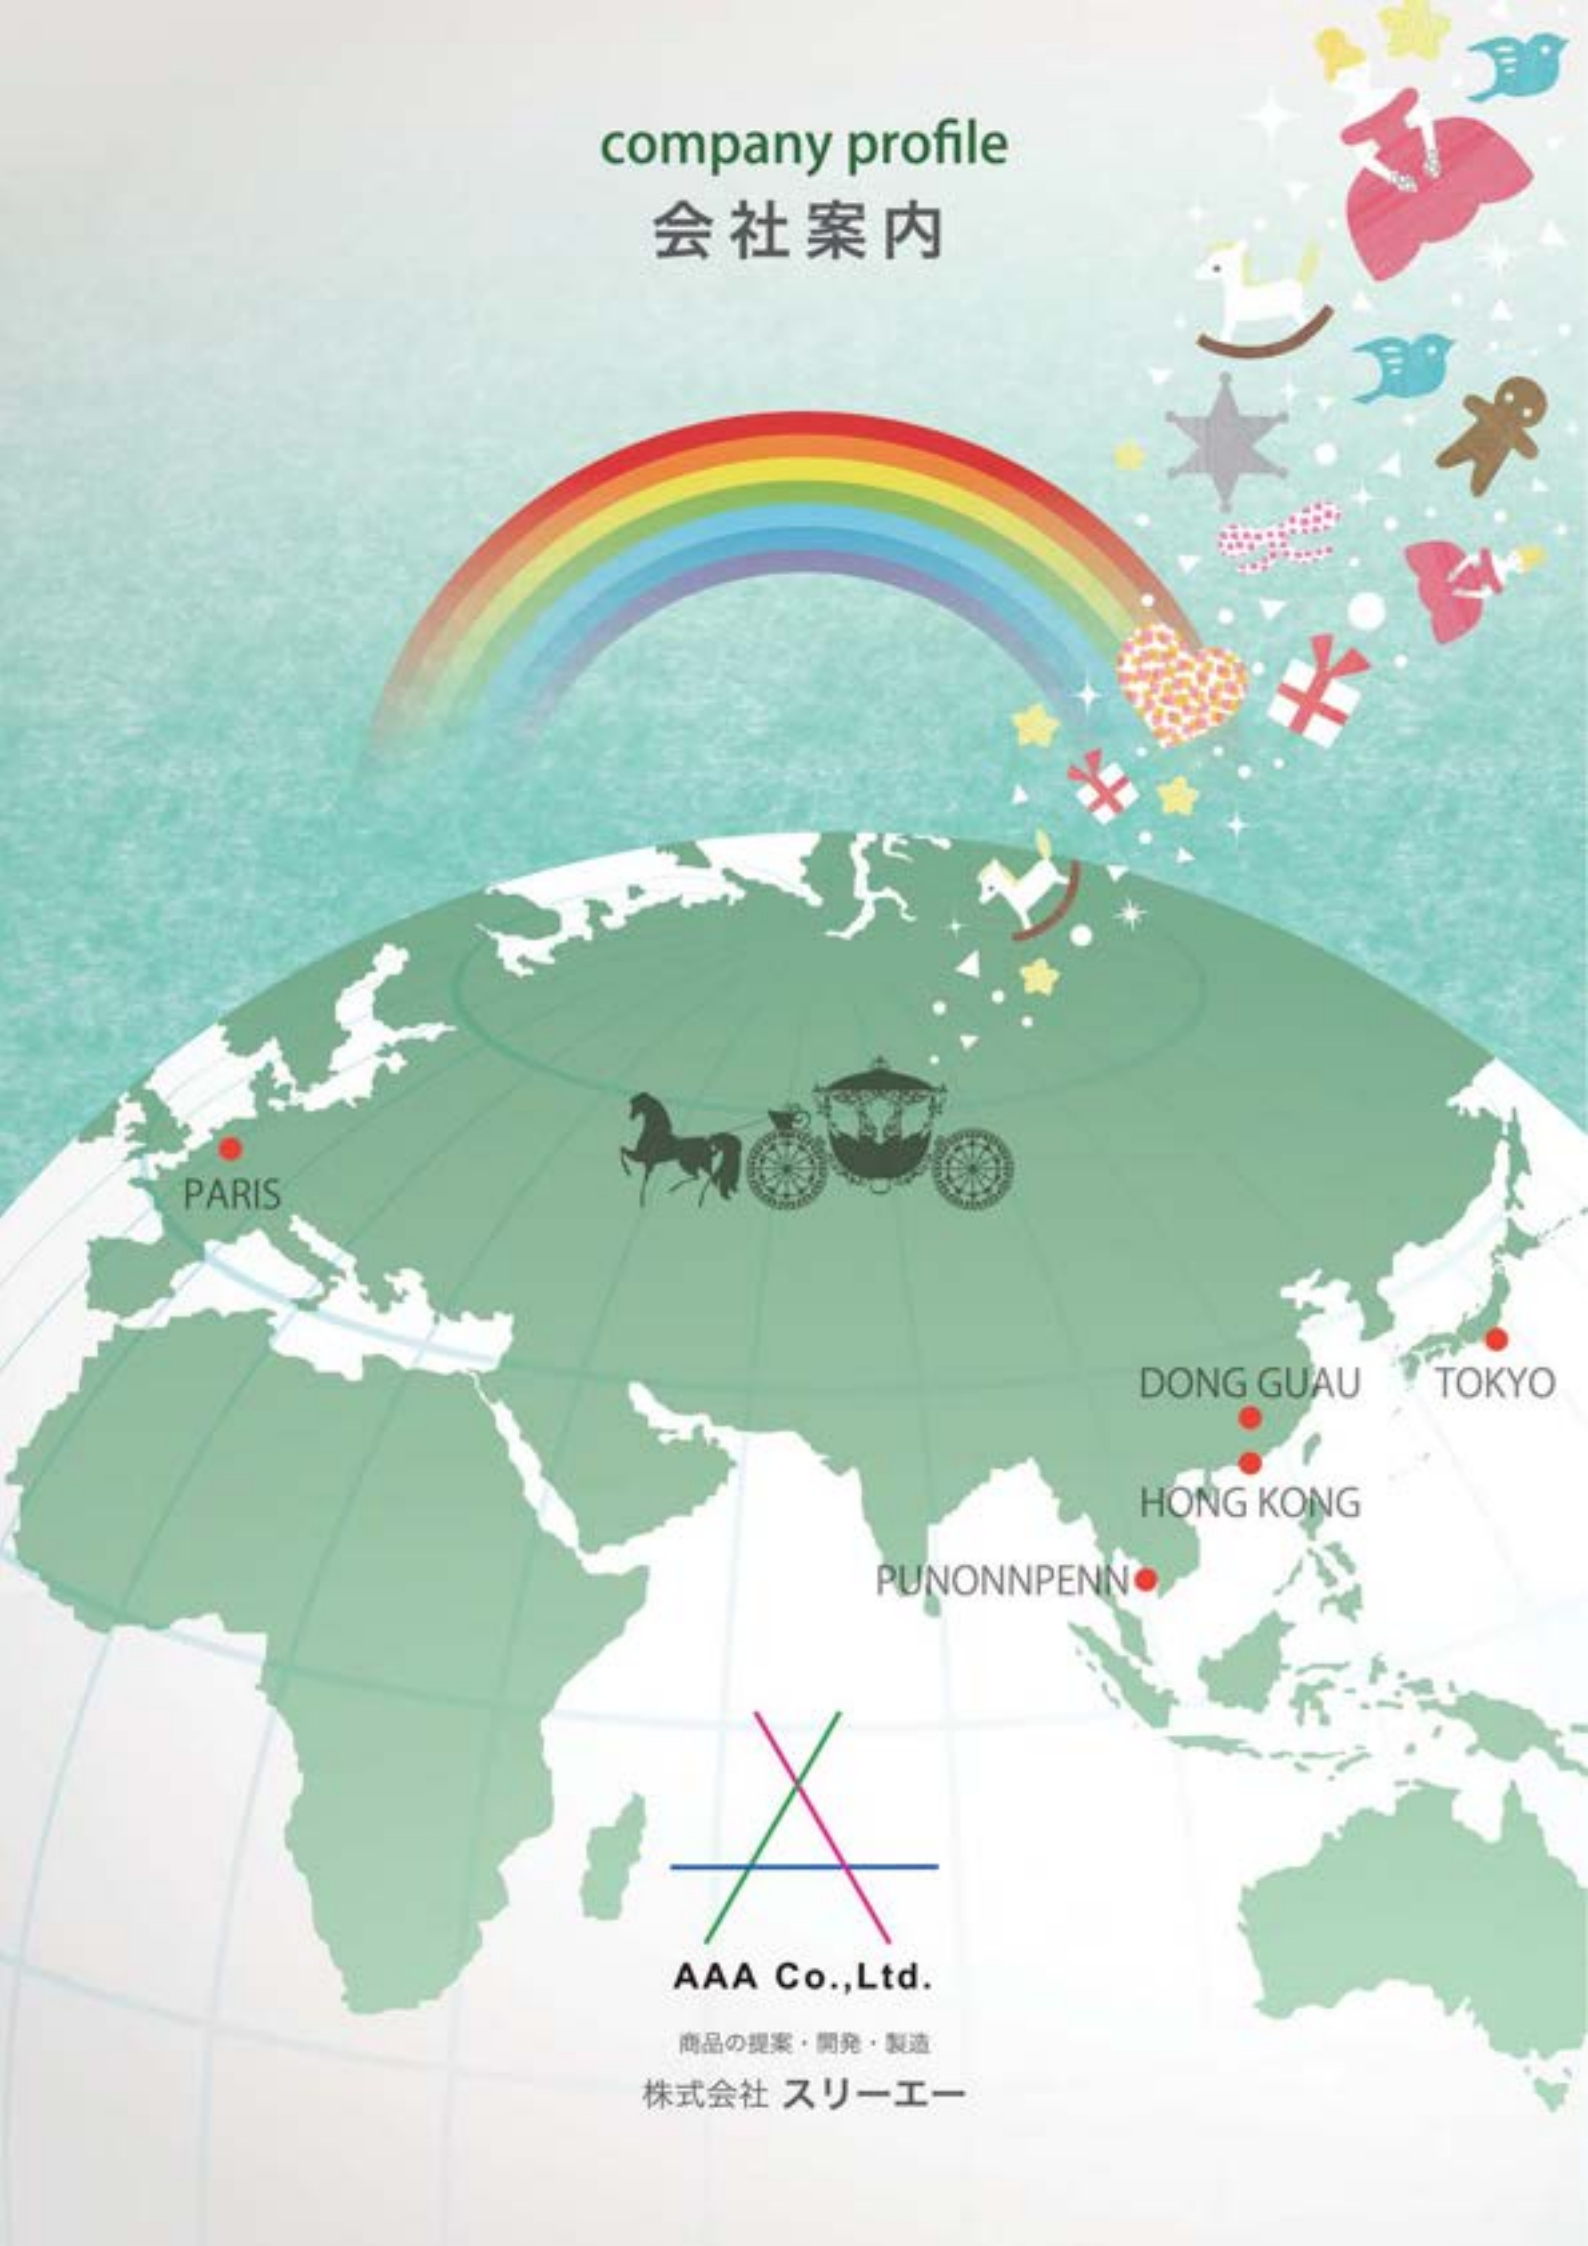 company profile
会社案内
PARIS
DONG GUAU
TOKYO
HONG KONG
PUNONNPENN
AAA Co.,Ltd.
商品の提案・開発・製造
株式会社 スリーエー